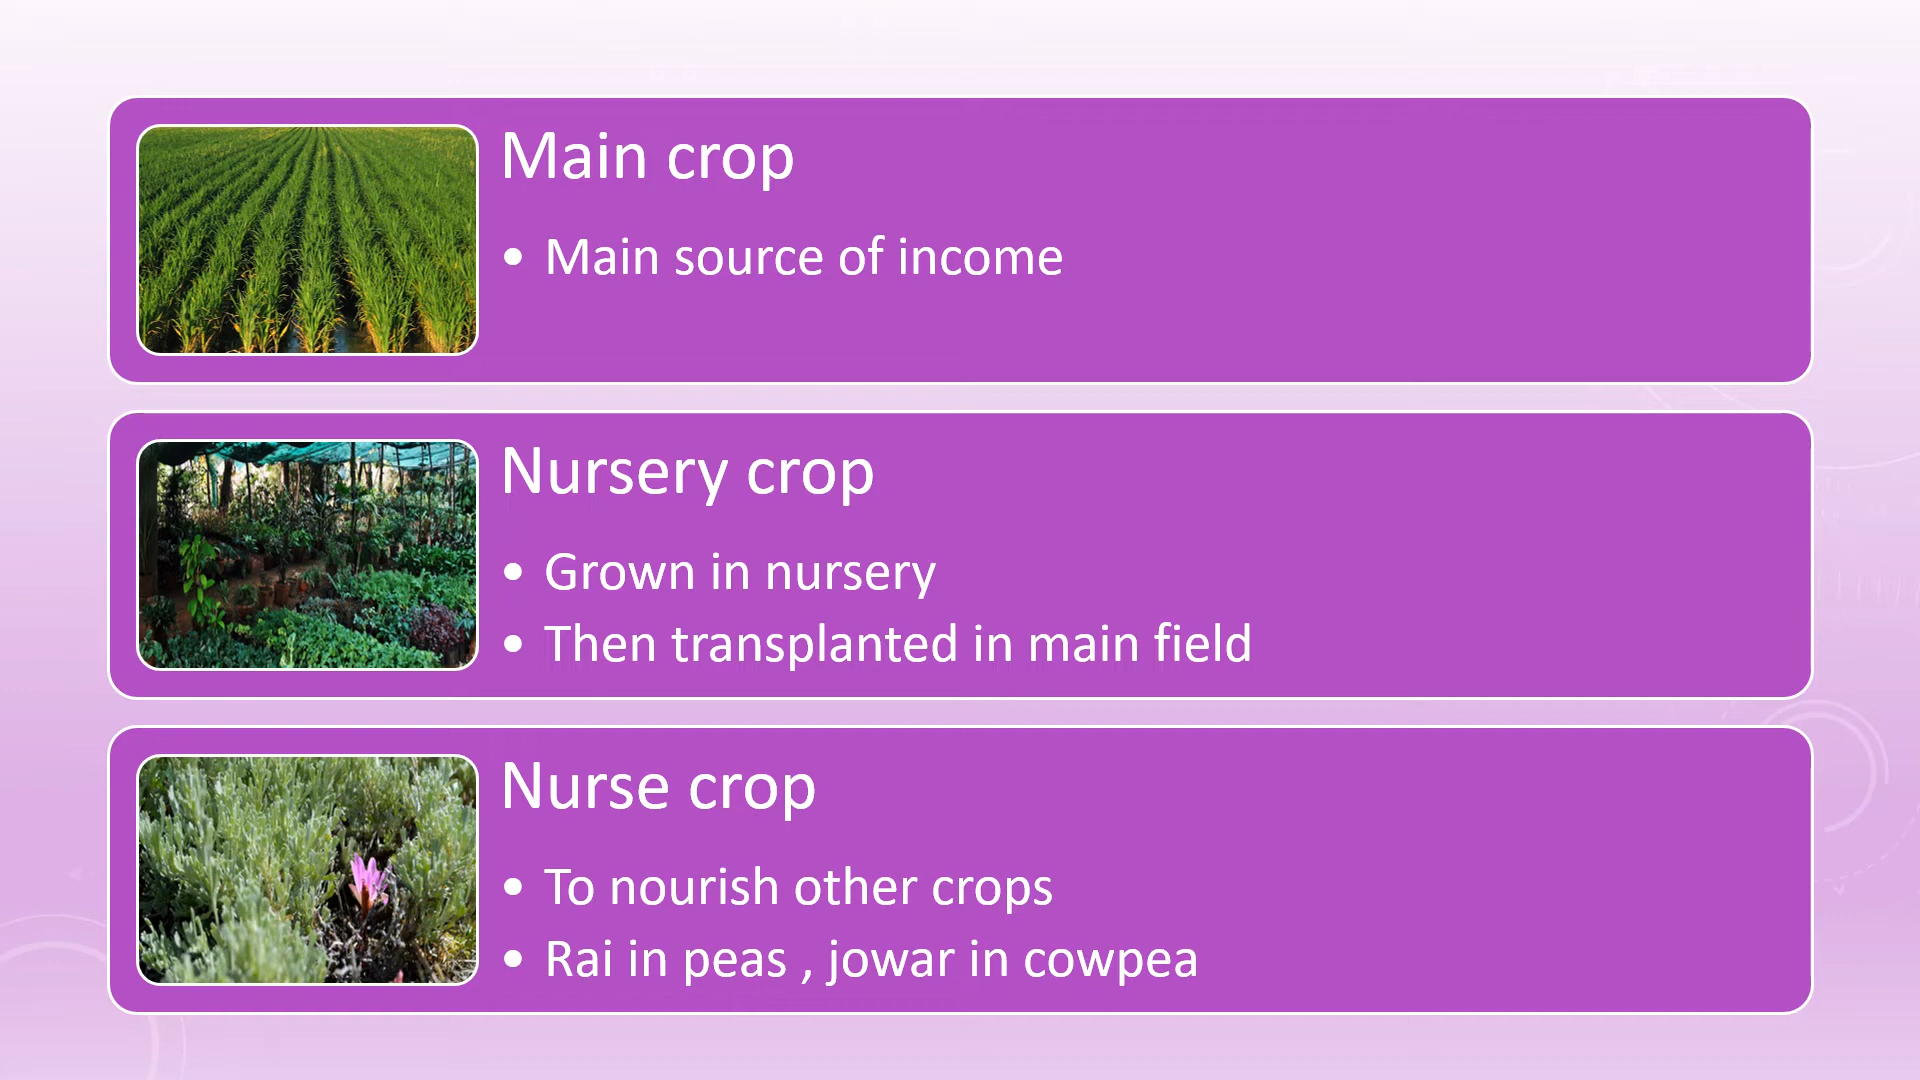 Main crop
• Main source of income
Nursery crop
• Grown in nursery
• Then transplanted in main field
Nurse crop
• To nourish other crops
• Rai in peas , jowar in cowpea